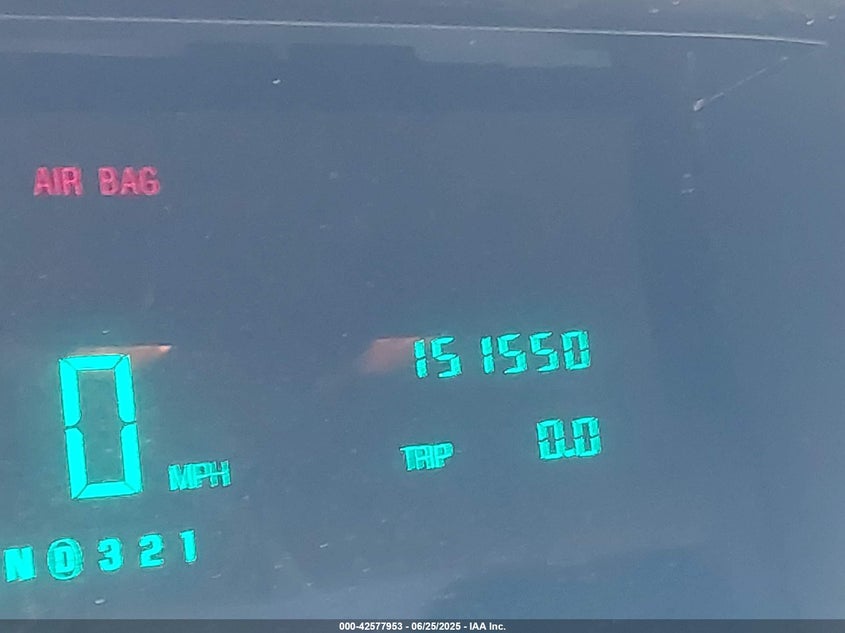 AIR BAG
151550
0 MPH
TRIP 0.0
N D 3 2 1
000-42577953 - 06/25/2025 - IAA Inc.